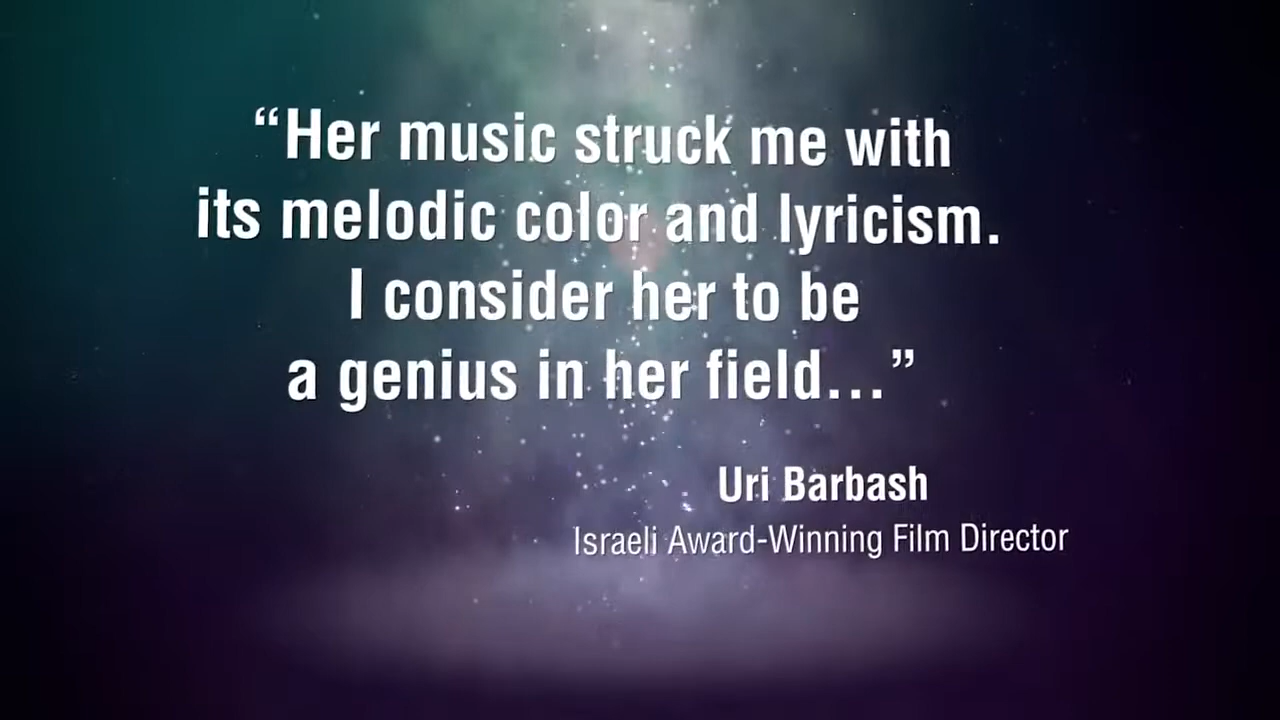 “Her music struck me with
its melodic color and lyricism.
I consider her to be
a genius in her field...”
Uri Barbash
Israeli Award-Winning Film Director